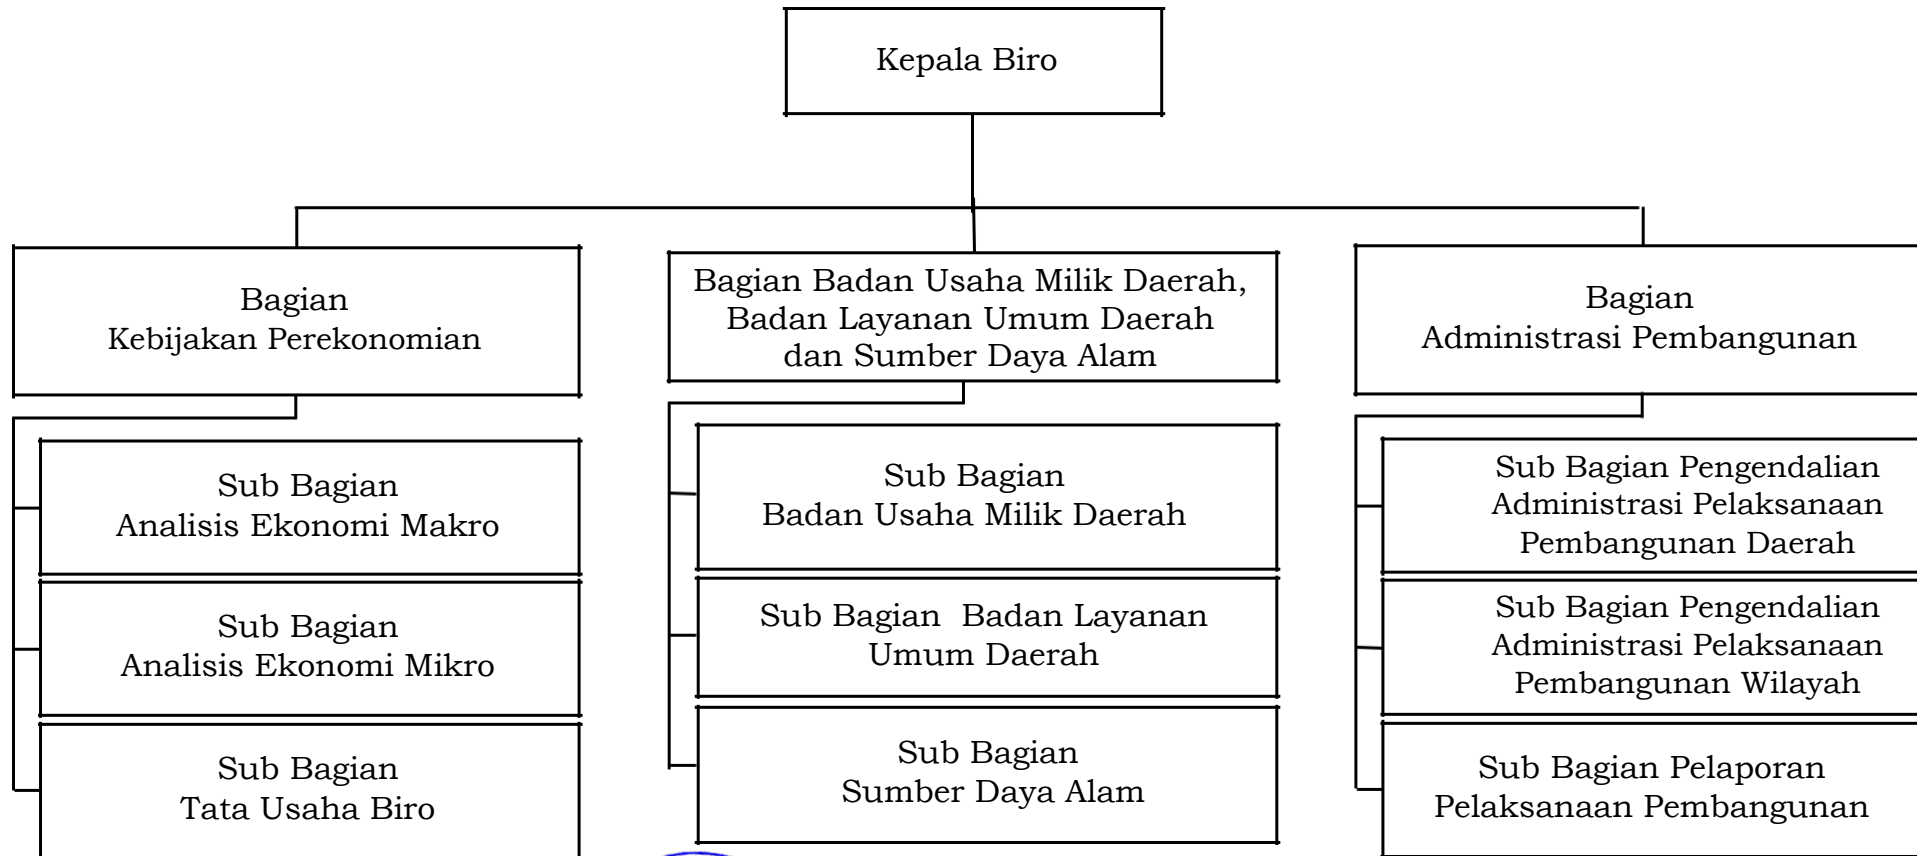 Kepala Biro
Bagian
Kebijakan Perekonomian
Sub Bagian
Analisis Ekonomi Makro
Sub Bagian
Analisis Ekonomi Mikro
Sub Bagian
Tata Usaha Biro
Bagian Badan Usaha Milik Daerah,
Badan Layanan Umum Daerah
dan Sumber Daya Alam
Sub Bagian
Badan Usaha Milik Daerah
Sub Bagian  Badan Layanan
Umum Daerah
Sub Bagian
Sumber Daya Alam
Bagian
Administrasi Pembangunan
Sub Bagian Pengendalian
Administrasi Pelaksanaan
Pembangunan Daerah
Sub Bagian Pengendalian
Administrasi Pelaksanaan
Pembangunan Wilayah
Sub Bagian Pelaporan
Pelaksanaan Pembangunan